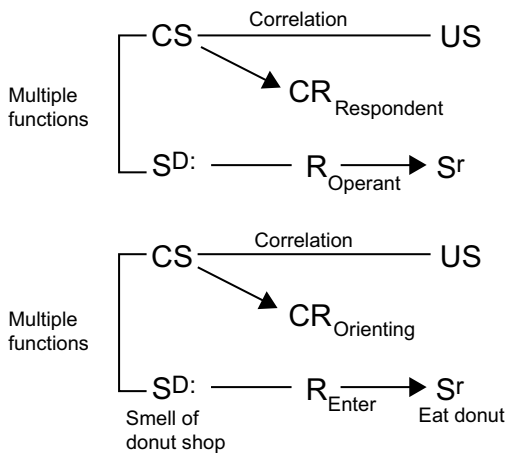 Correlation
CS US
Multiple
functions
CR Respondent
SD: R Operant Sr
Correlation
CS US
Multiple
functions
CR Orienting
SD: R Enter Sr
Smell of
donut shop
Eat donut